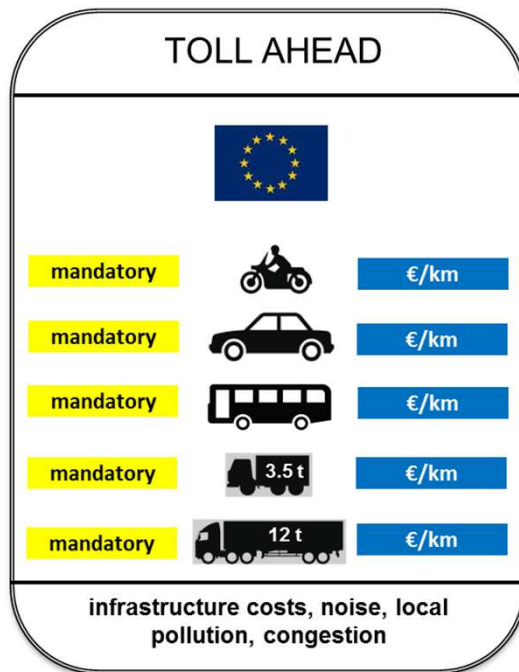 TOLL AHEAD
mandatory €/km
mandatory €/km
mandatory €/km
mandatory 3.5 t €/km
mandatory 12 t €/km
infrastructure costs, noise, local
pollution, congestion